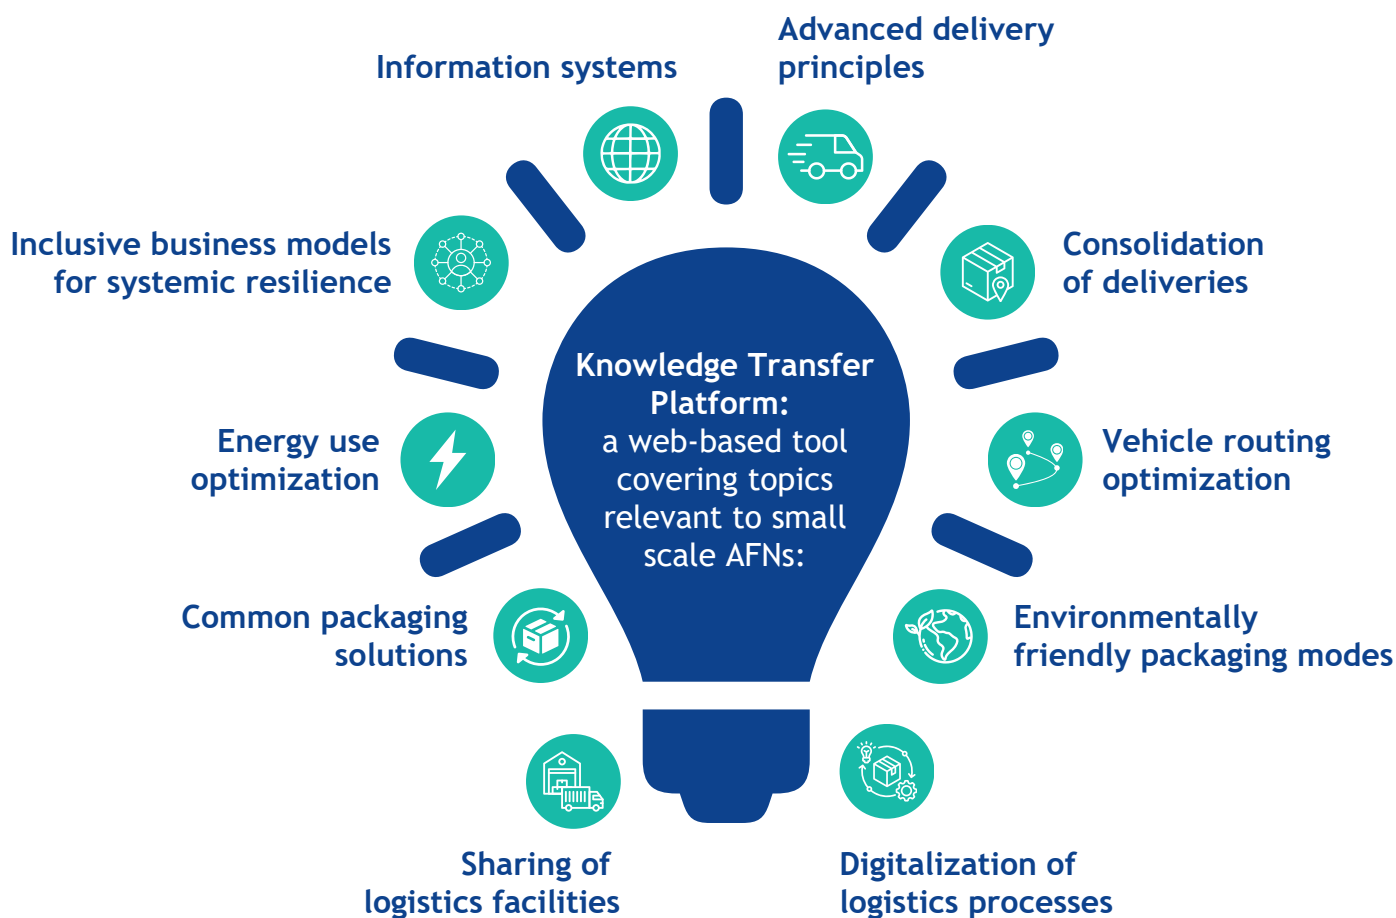 Advanced delivery
principles
Information systems
Inclusive business models
for systemic resilience
Consolidation
of deliveries
Knowledge Transfer
Platform:
a web-based tool
covering topics
relevant to small
scale AFNs:
Energy use
optimization
Vehicle routing
optimization
Common packaging
solutions
Environmentally
friendly packaging modes
Sharing of
logistics facilities
Digitalization of
logistics processes